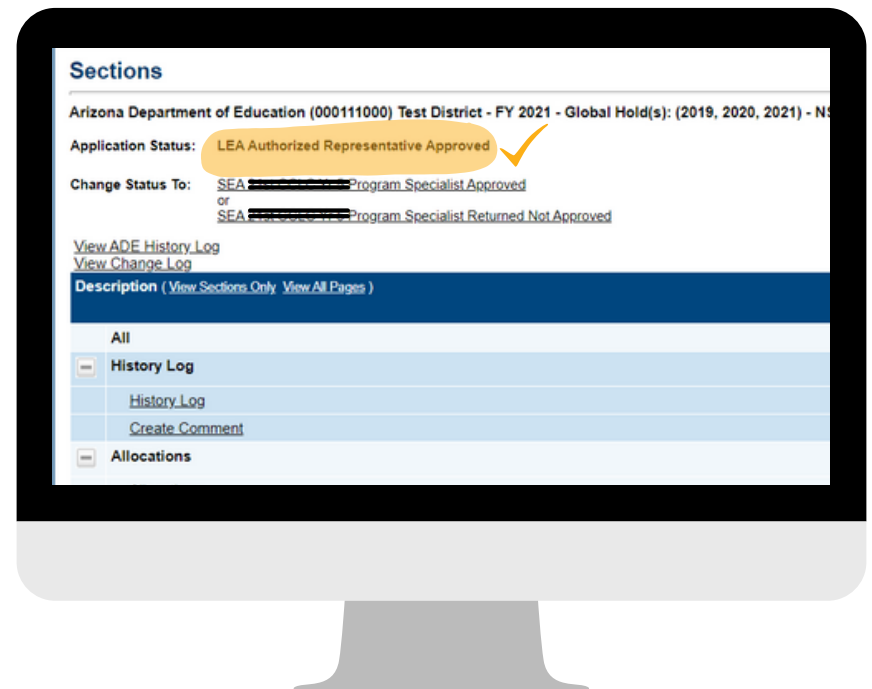 Sections
Arizona Department of Education (000111000) Test District - FY 2021 - Global Hold(s): (2019, 2020, 2021) -
Application Status: LEA Authorized Representative Approved
Change Status To: SEA Program Specialist Approved
or
SEA Program Specialist Returned Not Approved
View ADE History Log
View Change Log
Description ( View Sections Only View All Pages )
All
History Log
History Log
Create Comment
Allocations